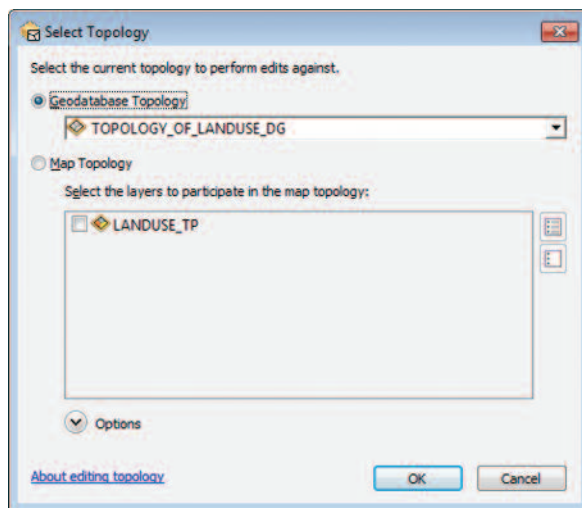 Select Topology
Select the current topology to perform edits against.
Geodatabase Topology
TOPOLOGY_OF_LANDUSE_DG
Map Topology
Select the layers to participate in the map topology:
LANDUSE_TP
Options
About editing topology
OK
Cancel